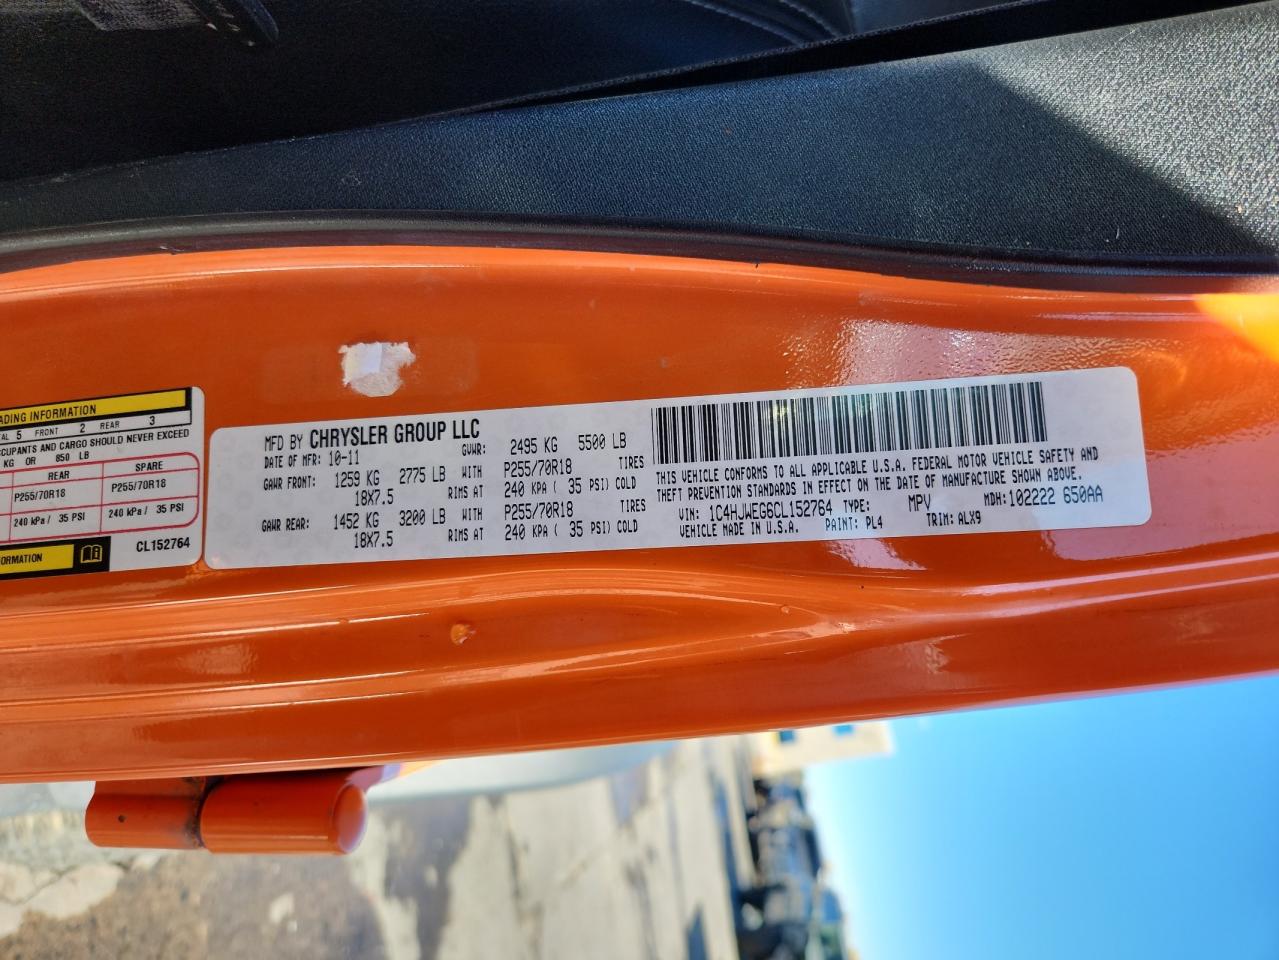 ADING INFORMATION
AL 5 FRONT 2 REAR 3
CCUPANTS AND CARGO SHOULD NEVER EXCEED
KG OR 850 LB
REAR SPARE
P255/70R18 P255/70R18
240 kPa / 35 PSI 240 kPa / 35 PSI
FORMATION
CL152764
MFD BY CHRYSLER GROUP LLC
DATE OF MFR: 10-11 GVWR: 2495 KG 5500 LB
GAWR FRONT: 1259 KG 2775 LB WITH P255/70R18 TIRES
18X7.5 RIMS AT 240 KPA ( 35 PSI) COLD
GAWR REAR: 1452 KG 3200 LB WITH P255/70R18 TIRES
18X7.5 RIMS AT 240 KPA ( 35 PSI) COLD
THIS VEHICLE CONFORMS TO ALL APPLICABLE U.S.A. FEDERAL MOTOR VEHICLE SAFETY AND
THEFT PREVENTION STANDARDS IN EFFECT ON THE DATE OF MANUFACTURE SHOWN ABOVE.
VIN: 1C4HJWEG6CL152764 TYPE: MPV MDH: 102222 650AA
VEHICLE MADE IN U.S.A. PAINT: PL4 TRIM: ALX9